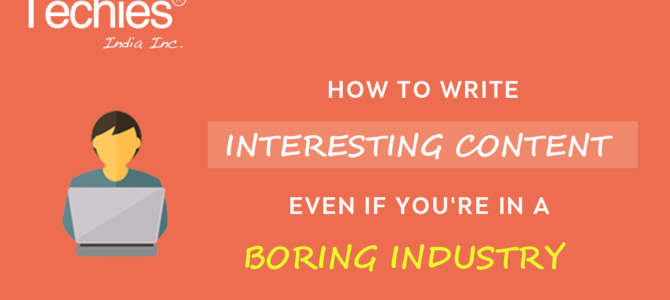 Techies®
India Inc.
HOW TO WRITE
INTERESTING CONTENT
EVEN IF YOU'RE IN A
BORING INDUSTRY